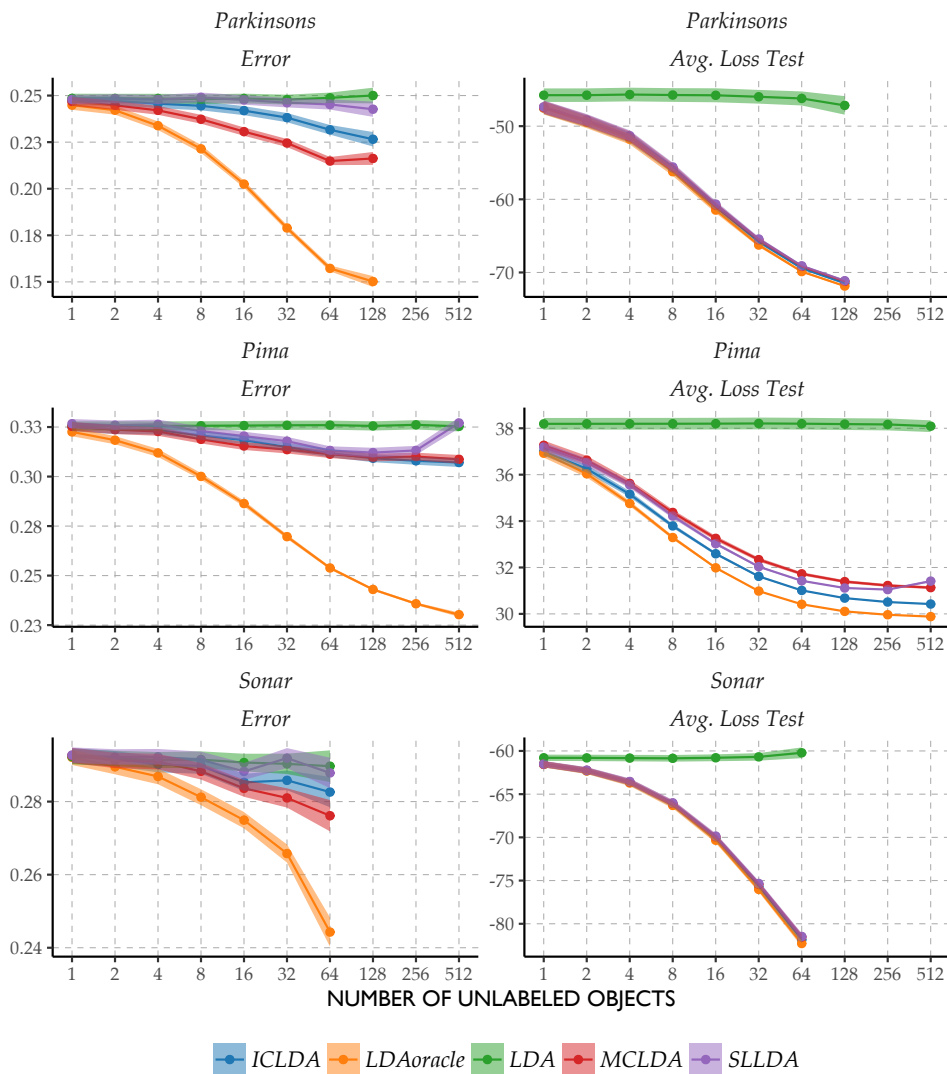 Parkinsons Parkinsons
Error Avg. Loss Test
0.25
0.23
0.20
0.18
0.15
1 2 4 8 16 32 64 128 256 512
-50
-60
-70
1 2 4 8 16 32 64 128 256 512
Pima Pima
Error Avg. Loss Test
0.33
0.30
0.28
0.25
0.23
1 2 4 8 16 32 64 128 256 512
38
36
34
32
30
1 2 4 8 16 32 64 128 256 512
Sonar Sonar
Error Avg. Loss Test
0.28
0.26
0.24
1 2 4 8 16 32 64 128 256 512
-60
-65
-70
-75
-80
1 2 4 8 16 32 64 128 256 512
NUMBER OF UNLABELED OBJECTS
ICLDA LDAoracle LDA MCLDA SLLDA